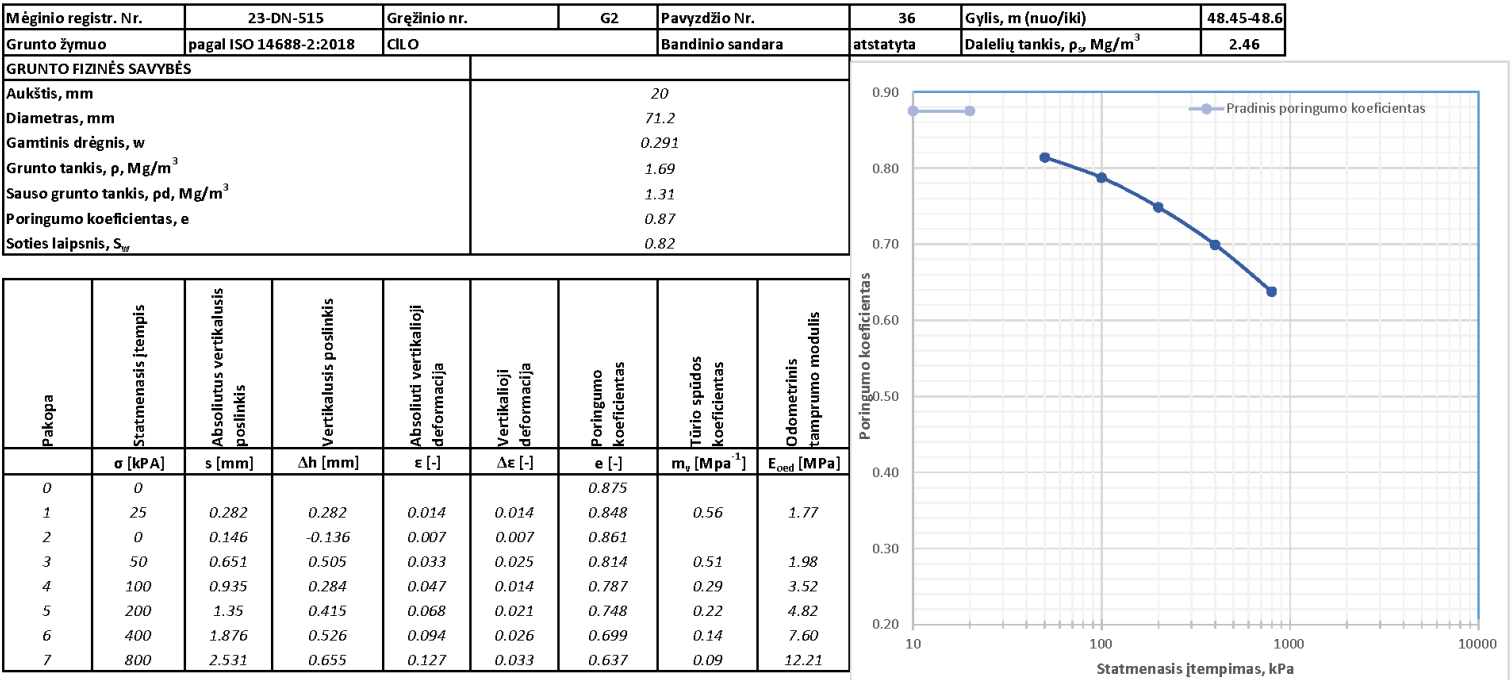 Mėginio registr. Nr. 23-DN-515 Gręžinio nr. G2 Pavyzdžio Nr. 36 Gylis, m (nuo/iki) 48.45-48.6
Grunto žymuo pagal ISO 14688-2:2018 ClLO Bandinio sandara atstatyta Dalelių tankis, ρs, Mg/m³ 2.46
GRUNTO FIZINĖS SAVYBĖS
Aukštis, mm 20
Diametras, mm 71.2
Gamtinis drėgnis, w 0.291
Grunto tankis, ρ, Mg/m³ 1.69
Sauso grunto tankis, ρd, Mg/m³ 1.31
Poringumo koeficientas, e 0.87
Soties laipsnis, Sw 0.82
Pakopa
Statmenasis įtempis
Absoliutus vertikalusis
poslinkis
Vertikalusis poslinkis
Absoliuti vertikalioji
deformacija
Vertikalioji
deformacija
Poringumo
koeficientas
Tūrio spūdos
koeficientas
Odometrinis
tamprumo modulis
σ [kPA] s [mm] Δh [mm] ε [-] Δε [-] e [-] mv [Mpa⁻¹] Eoed [MPa]
0 0 0.875
1 25 0.282 0.282 0.014 0.014 0.848 0.56 1.77
2 0 0.146 -0.136 0.007 0.007 0.861
3 50 0.651 0.505 0.033 0.025 0.814 0.51 1.98
4 100 0.935 0.284 0.047 0.014 0.787 0.29 3.52
5 200 1.35 0.415 0.068 0.021 0.748 0.22 4.82
6 400 1.876 0.526 0.094 0.026 0.699 0.14 7.60
7 800 2.531 0.655 0.127 0.033 0.637 0.09 12.21
Pradinis poringumo koeficientas
Poringumo koeficientas
0.90
0.80
0.70
0.60
0.50
0.40
0.30
0.20
10 100 1000 10000
Statmenasis įtempimas, kPa